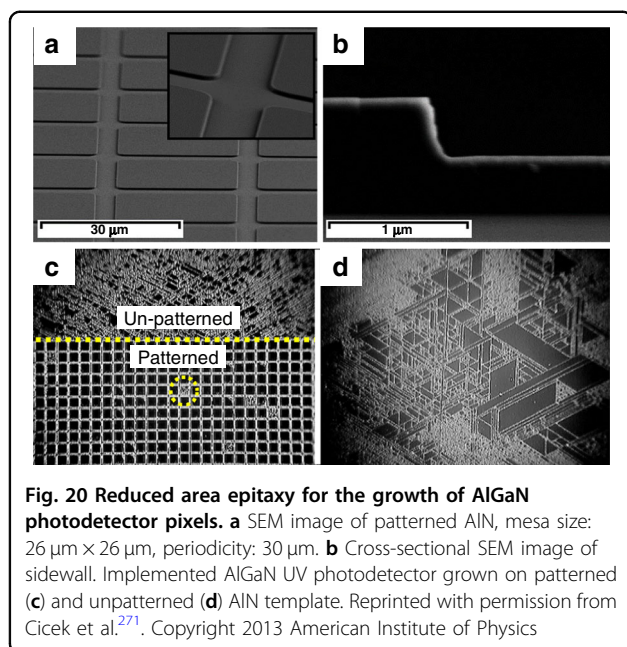 a
b
30 μm
1 μm
c
d
Un-patterned
Patterned
Fig. 20 Reduced area epitaxy for the growth of AlGaN
photodetector pixels. a SEM image of patterned AlN, mesa size:
26 μm × 26 μm, periodicity: 30 μm. b Cross-sectional SEM image of
sidewall. Implemented AlGaN UV photodetector grown on patterned
(c) and unpatterned (d) AlN template. Reprinted with permission from
Cicek et al.271. Copyright 2013 American Institute of Physics